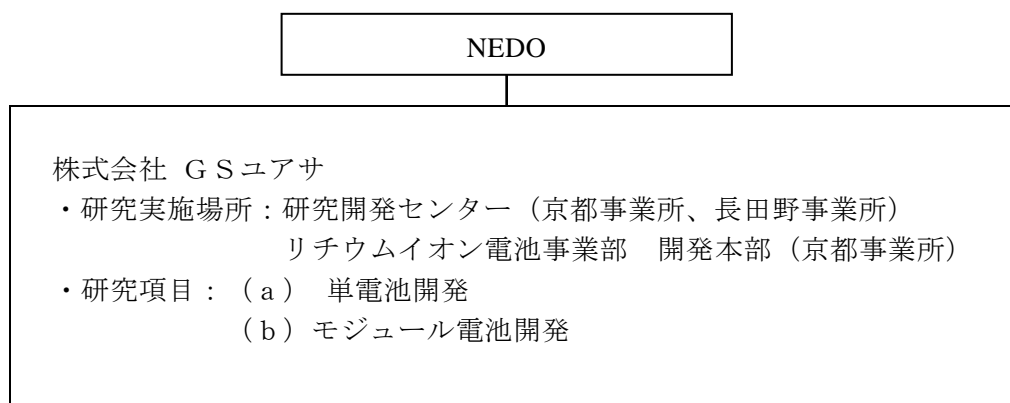 NEDO
株式会社 ＧＳユアサ
・研究実施場所：研究開発センター（京都事業所、長田野事業所）
リチウムイオン電池事業部　開発本部（京都事業所）
・研究項目：（ａ）　単電池開発
（ｂ）モジュール電池開発